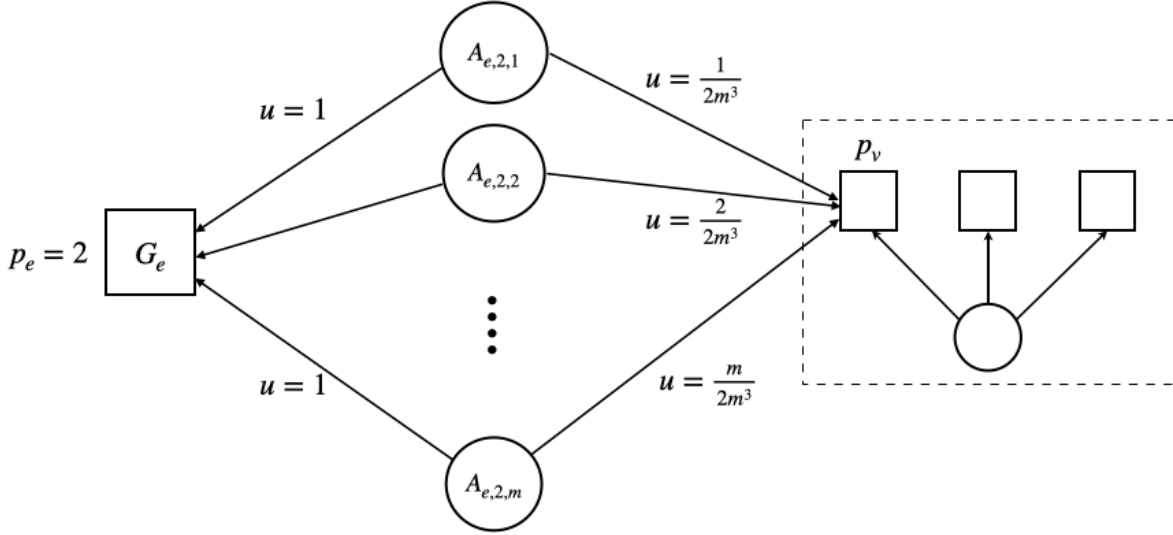 A_{e,2,1}
u = \frac{1}{2m^3}
u = 1
p_v
A_{e,2,2}
u = \frac{2}{2m^3}
p_e = 2
G_e
u = 1
u = \frac{m}{2m^3}
A_{e,2,m}